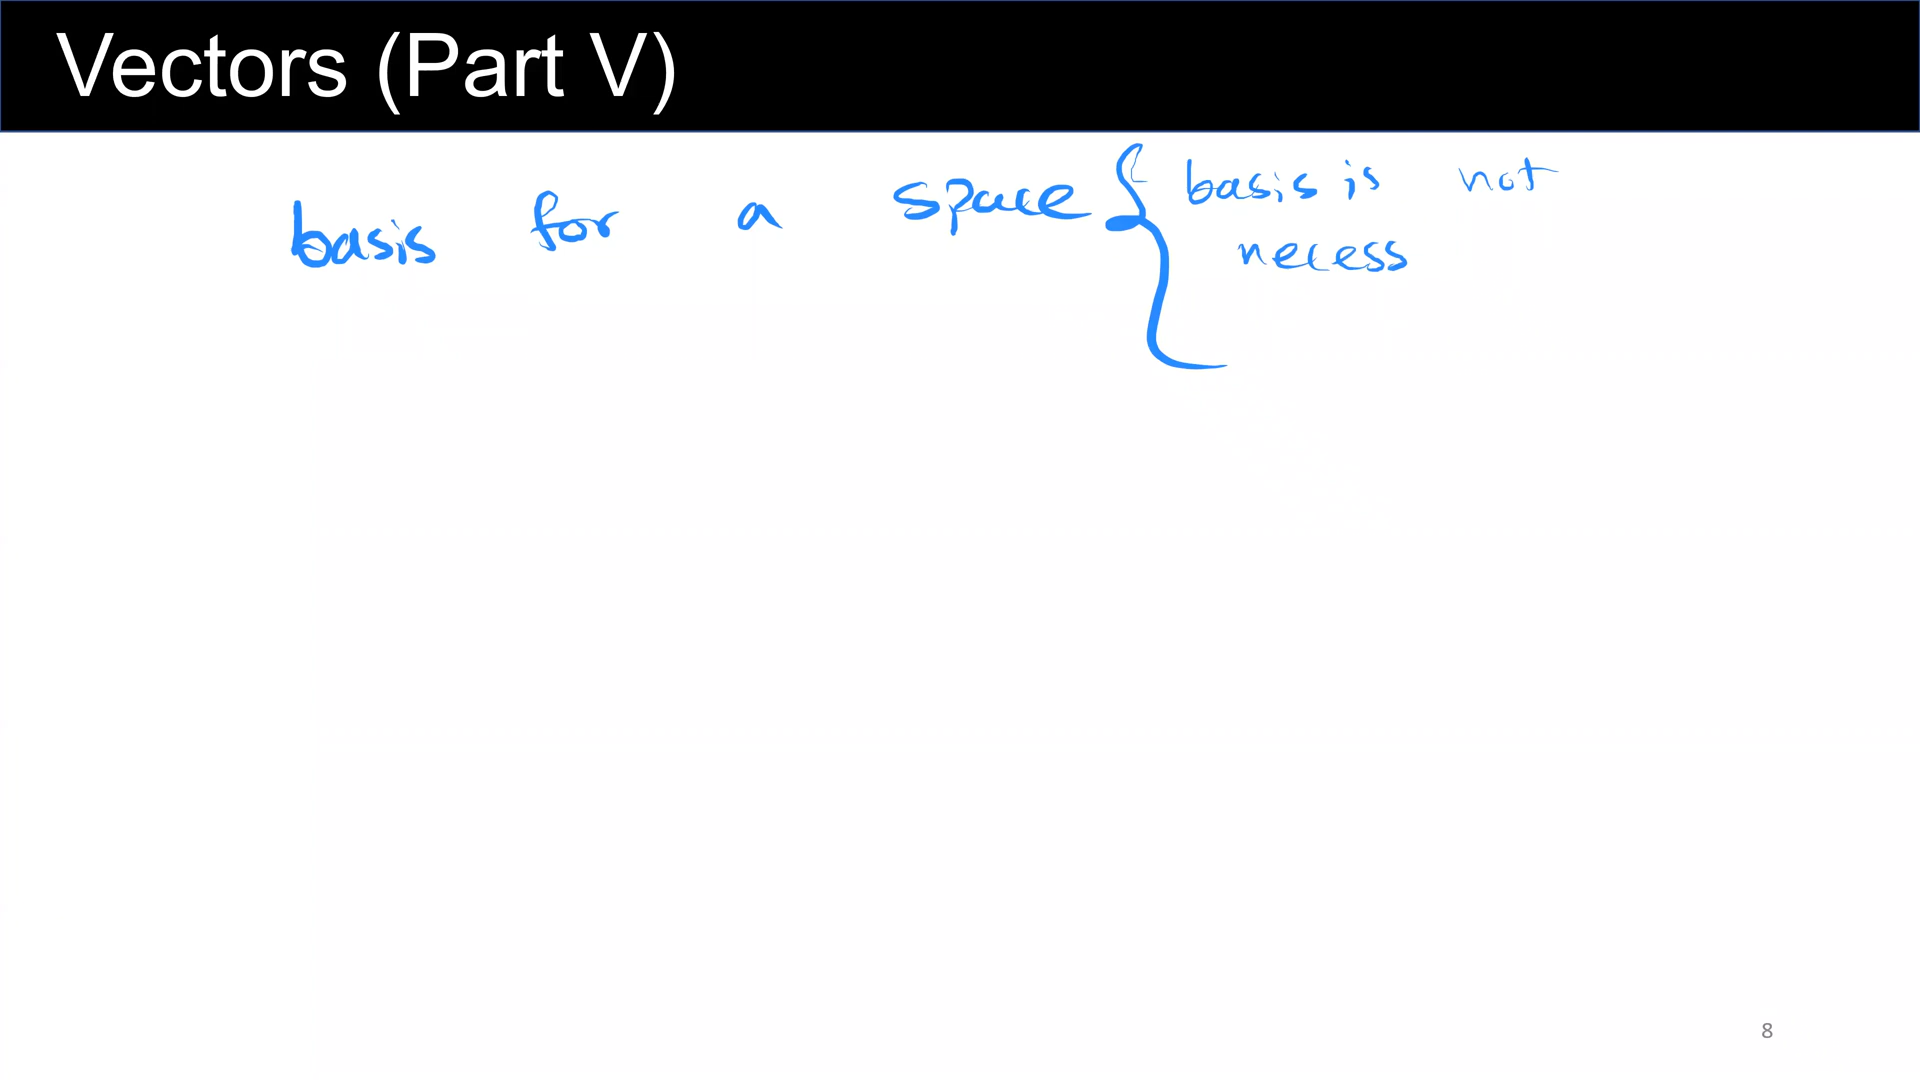 Vectors (Part V)
basis for a space { basis is not
necess
8